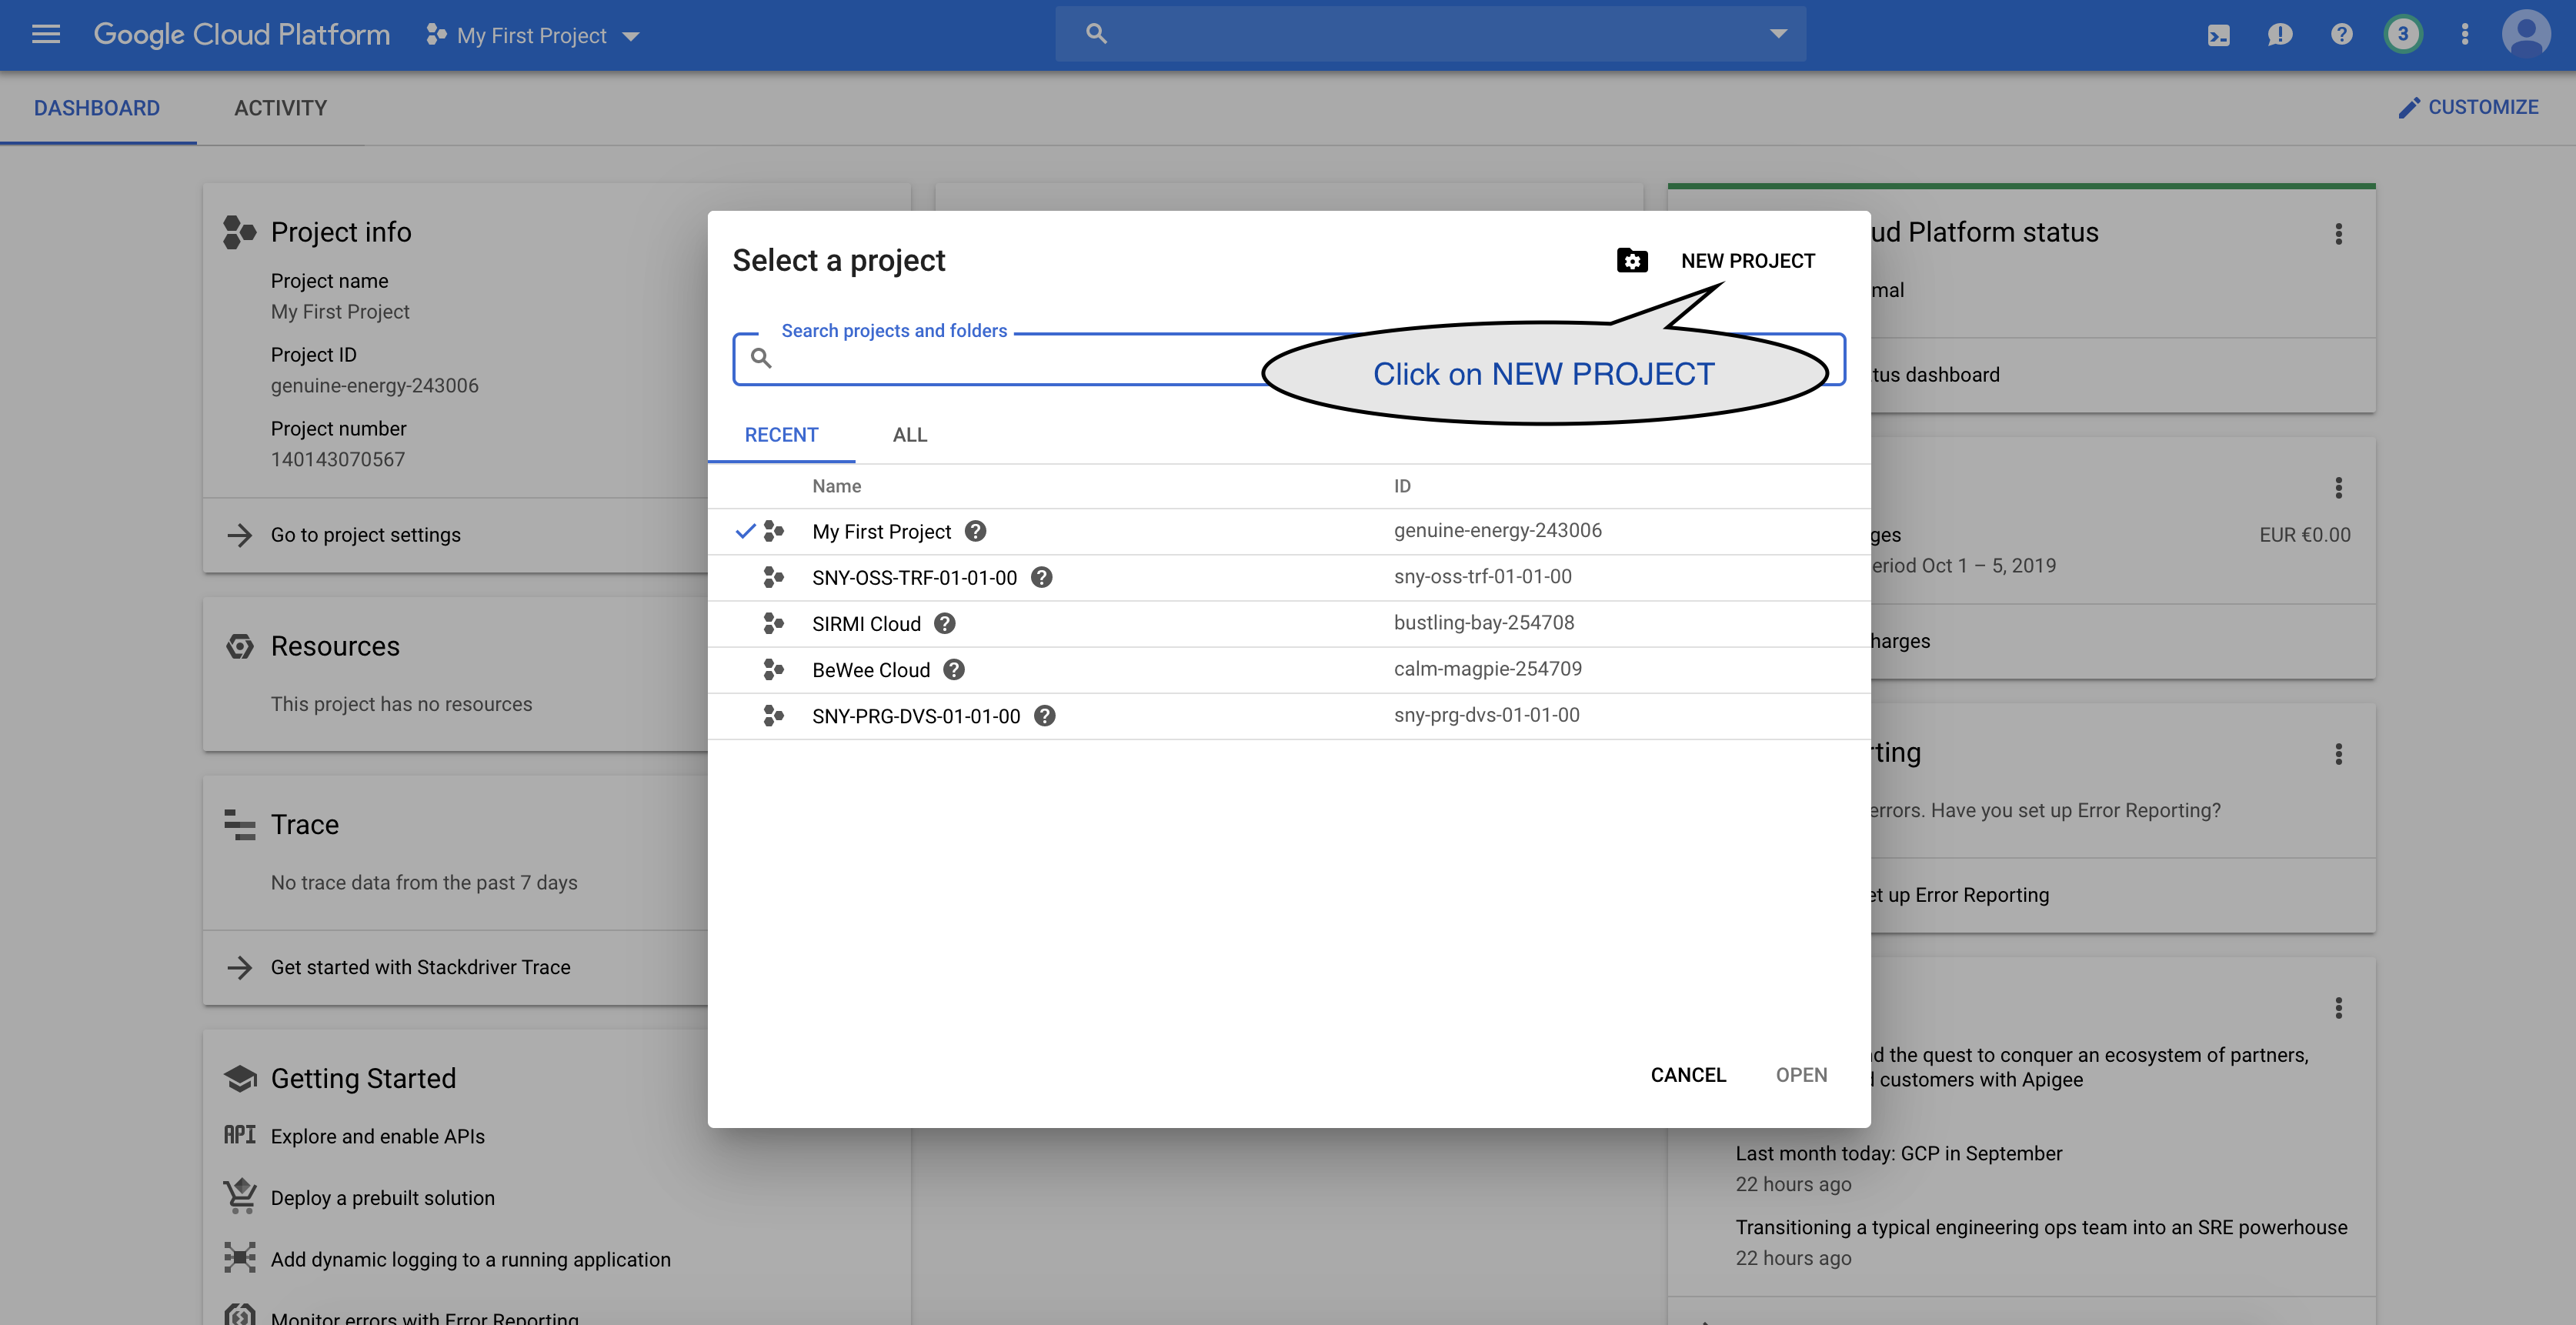 Google Cloud Platform
My First Project
3
DASHBOARD
ACTIVITY
CUSTOMIZE
Project info
Project name
My First Project
Project ID
genuine-energy-243006
Project number
140143070567
Go to project settings
Resources
This project has no resources
Trace
No trace data from the past 7 days
Get started with Stackdriver Trace
Getting Started
API
Explore and enable APIs
Deploy a prebuilt solution
Add dynamic logging to a running application
Monitor errors with Error Reporting
Select a project
NEW PROJECT
Search projects and folders
Click on NEW PROJECT
RECENT
ALL
Name
ID
My First Project
genuine-energy-243006
SNY-OSS-TRF-01-01-00
sny-oss-trf-01-01-00
SIRMI Cloud
bustling-bay-254708
BeWee Cloud
calm-magpie-254709
SNY-PRG-DVS-01-01-00
sny-prg-dvs-01-01-00
CANCEL
OPEN
ud Platform status
mal
tus dashboard
ges
EUR €0.00
eriod Oct 1 – 5, 2019
harges
rting
errors. Have you set up Error Reporting?
et up Error Reporting
d the quest to conquer an ecosystem of partners,
customers with Apigee
Last month today: GCP in September
22 hours ago
Transitioning a typical engineering ops team into an SRE powerhouse
22 hours ago